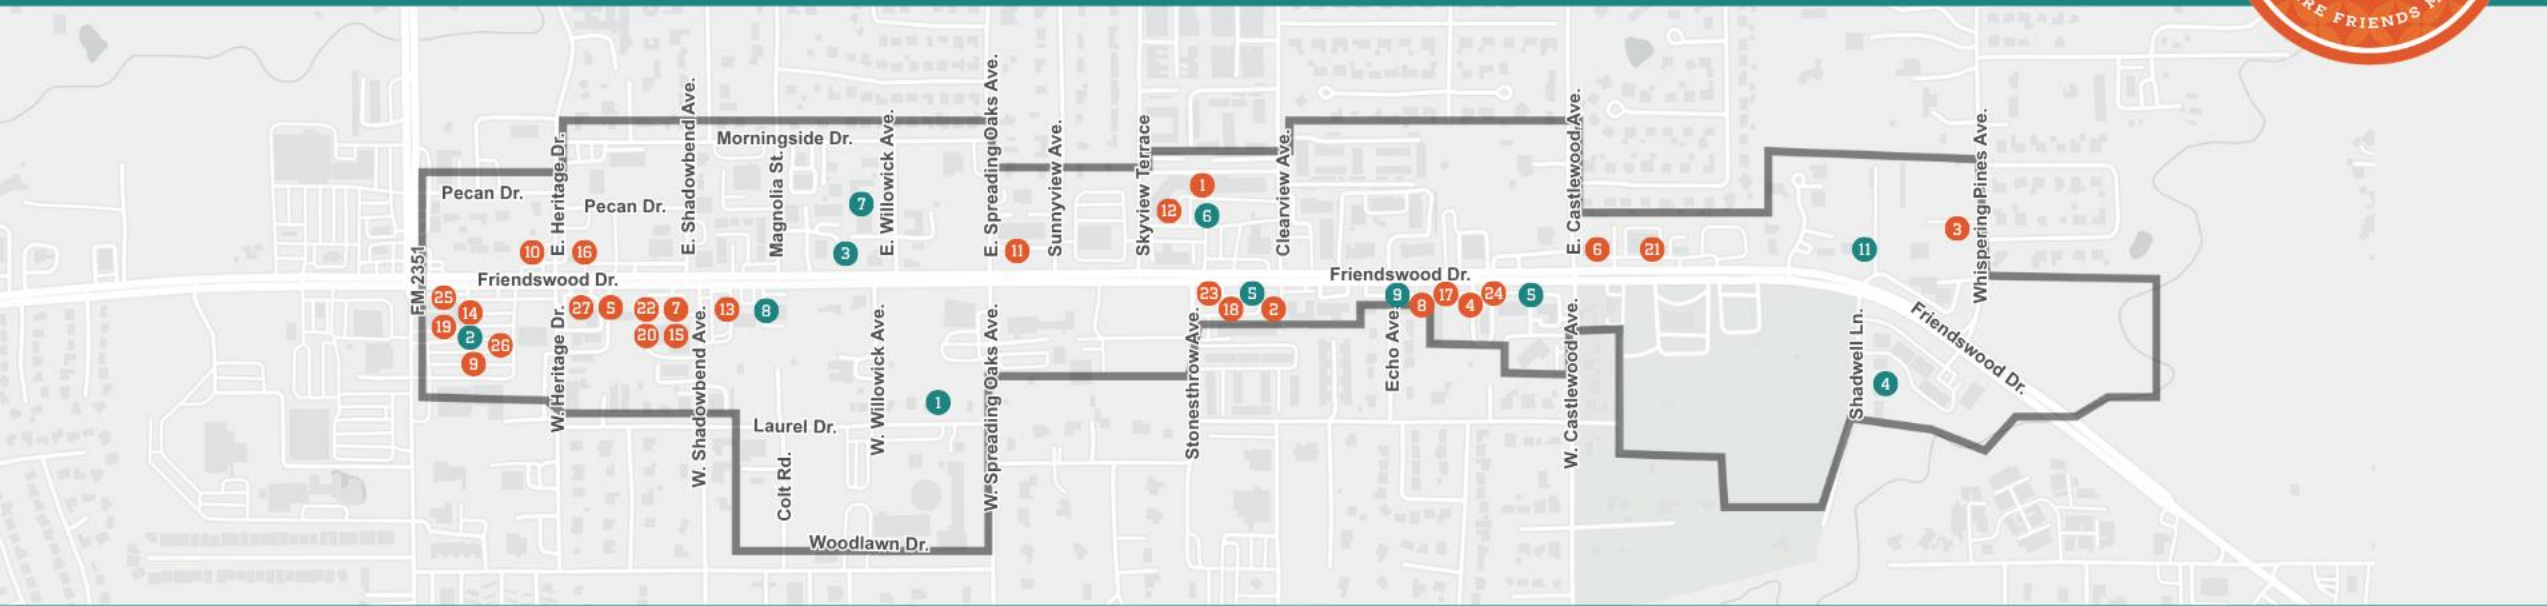 RE FRIENDS M
E. Spreading Oaks Ave.
E. Shadowbend Ave.
E. Castlewood Ave.
E. Willowick Ave.
Whispering Pines Ave.
Skyview Terrace
Sunnyview Ave.
Clearview Ave.
E. Heritage Dr.
Morningside Dr.
Magnolia St.
Pecan Dr.
Pecan Dr.
1
7
12
6
3
10
16
3
11
6
21
11
FM 2351
Friendswood Dr.
Friendswood Dr.
25
14
19
2
26
9
27
5
22
7
13
8
20
15
23
5
18
2
9
8
17
4
24
5
W. Heritage Dr.
W. Shadowbend Ave.
W. Willowick Ave.
W. Spreading Oaks Ave.
Stonesthrow Ave.
Echo Ave.
W. Castlewood Ave.
Shadwell Ln.
Friendswood Dr.
4
1
Laurel Dr.
Colt Rd.
Woodlawn Dr.